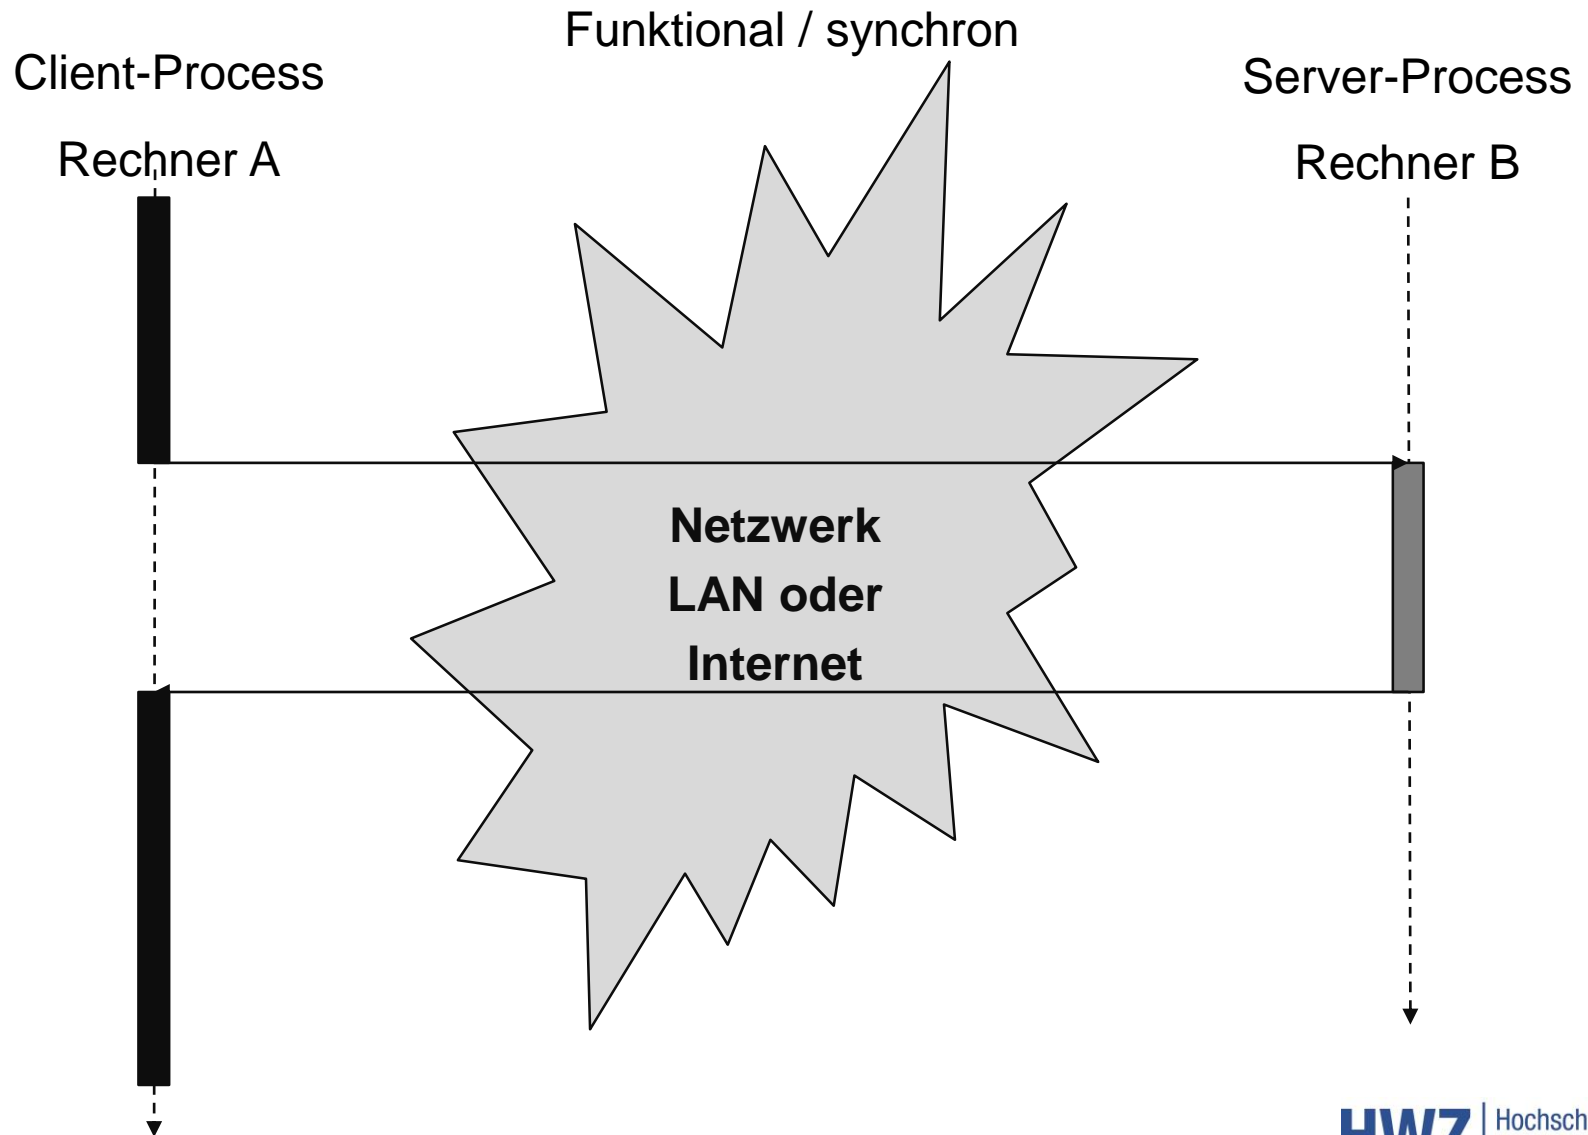 Funktional / synchron
Client-Process
Server-Process
Rechner A
Rechner B
Netzwerk
LAN oder
Internet
HWZ
Hochsch